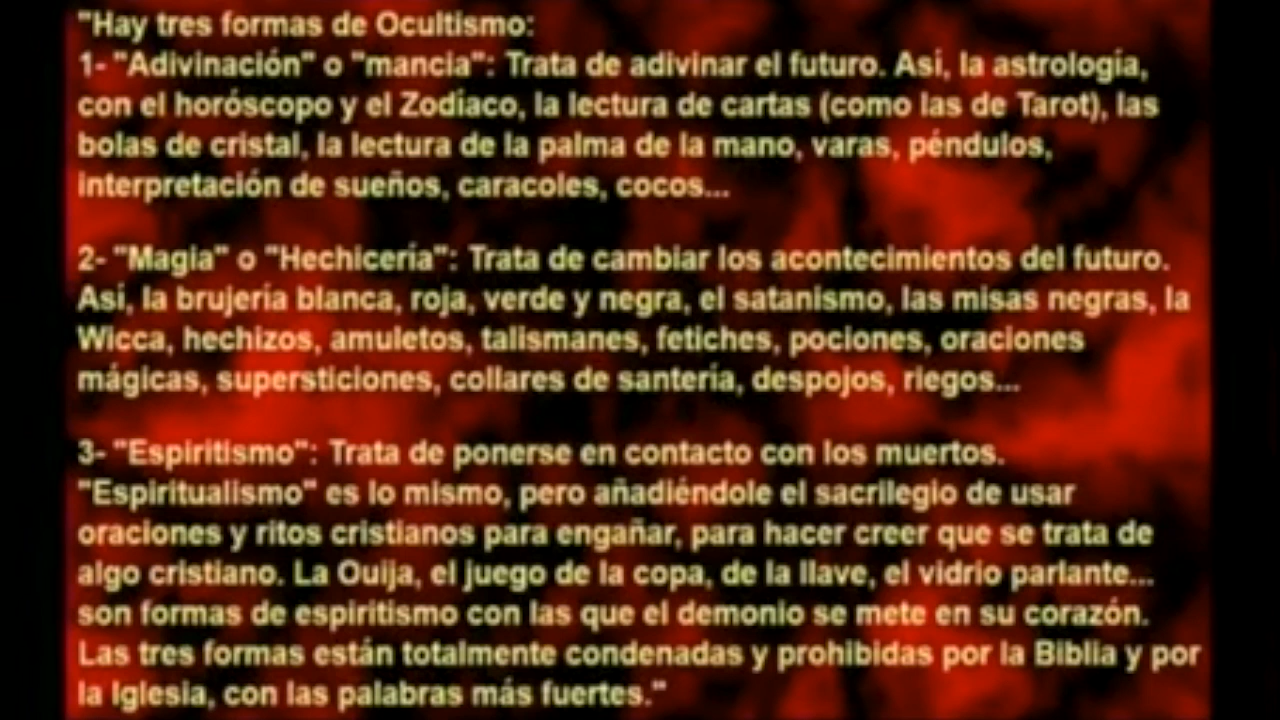 "Hay tres formas de Ocultismo:
1- "Adivinación" o "mancia": Trata de adivinar el futuro. Así, la astrología,
con el horóscopo y el Zodíaco, la lectura de cartas (como las de Tarot), las
bolas de cristal, la lectura de la palma de la mano, varas, péndulos,
interpretación de sueños, caracoles, cocos...
2- "Magia" o "Hechicería": Trata de cambiar los acontecimientos del futuro.
Así, la brujería blanca, roja, verde y negra, el satanismo, las misas negras, la
Wicca, hechizos, amuletos, talismanes, fetiches, pociones, oraciones
mágicas, supersticiones, collares de santería, despojos, riegos...
3- "Espiritismo": Trata de ponerse en contacto con los muertos.
"Espiritualismo" es lo mismo, pero añadiéndole el sacrilegio de usar
oraciones y ritos cristianos para engañar, para hacer creer que se trata de
algo cristiano. La Ouija, el juego de la copa, de la llave, el vidrio parlante...
son formas de espiritismo con las que el demonio se mete en su corazón.
Las tres formas están totalmente condenadas y prohibidas por la Biblia y por
la Iglesia, con las palabras más fuertes."